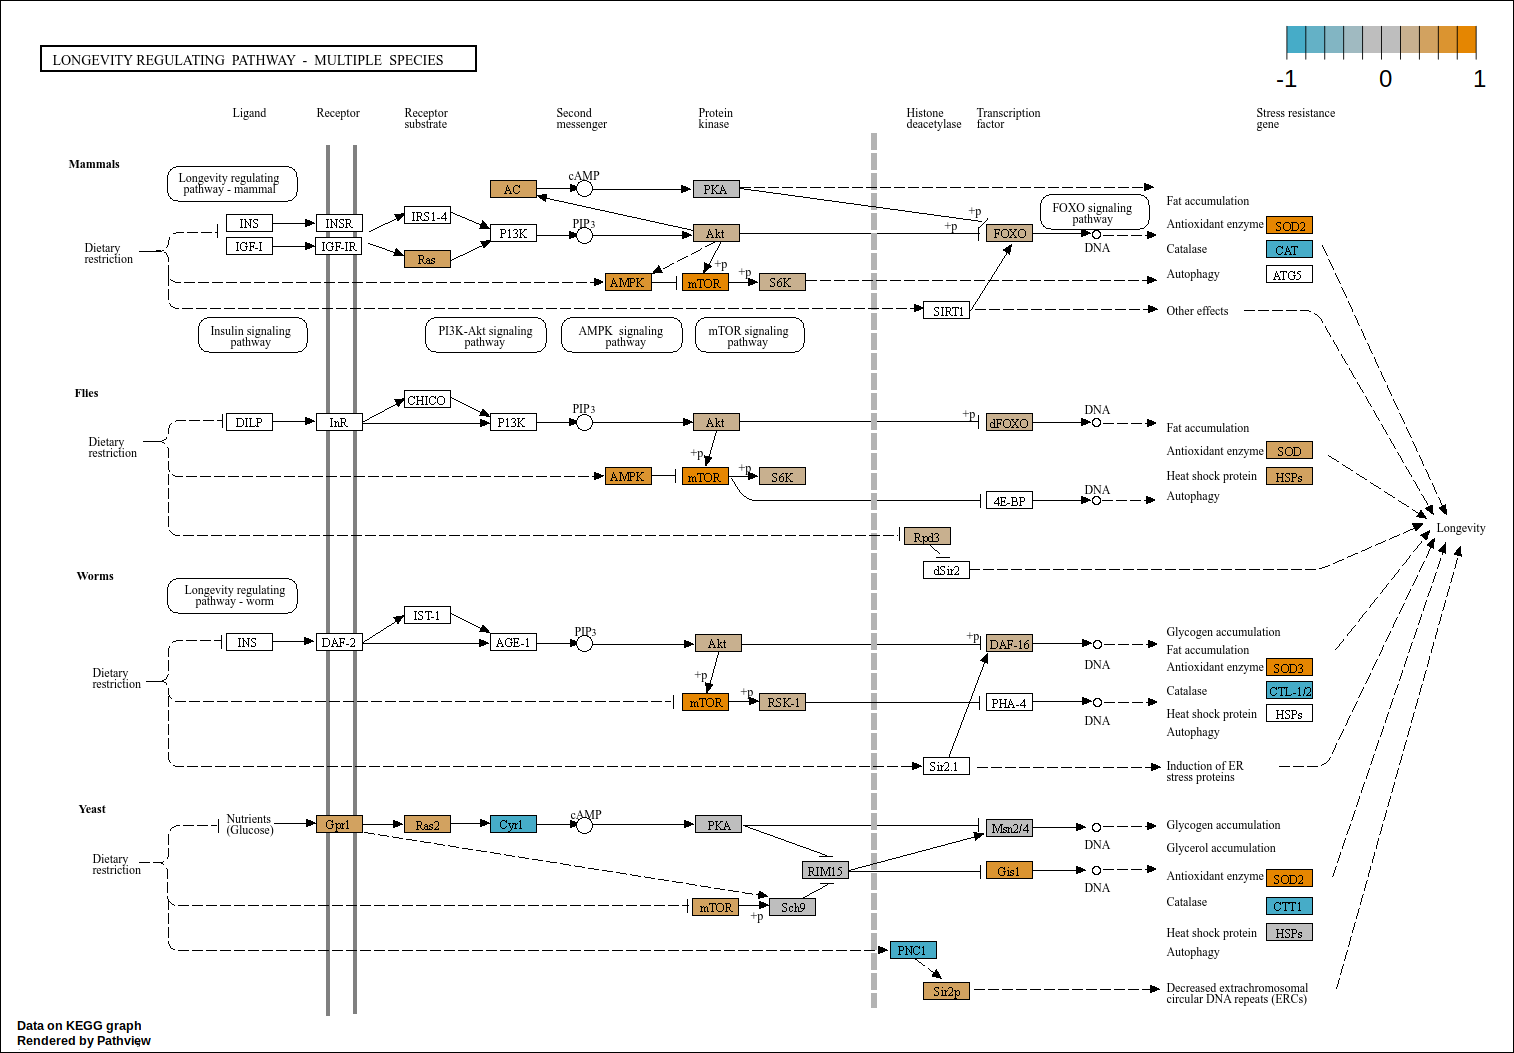 LONGEVITY REGULATING PATHWAY - MULTIPLE SPECIES
-1 0 1
Ligand
Receptor
Receptor
substrate
Second
messenger
Protein
kinase
Histone
deacetylase
Transcription
factor
Stress resistance
gene
Mammals
Longevity regulating
pathway - mammal
AC
cAMP
PKA
+p
FOXO signaling
pathway
Fat accumulation
INS
INSR
IRS1-4
P13K
PIP3
Akt
+p
FOXO
DNA
Antioxidant enzyme
SOD2
IGF-I
IGF-IR
Dietary
restriction
Ras
Catalase
CAT
+p
AMPK
mTOR
+p
S6K
Autophagy
ATG5
SIRT1
Other effects
Insulin signaling
pathway
PI3K-Akt signaling
pathway
AMPK signaling
pathway
mTOR signaling
pathway
Flies
CHICO
DILP
InR
P13K
PIP3
Akt
+p
dFOXO
DNA
Fat accumulation
Dietary
restriction
+p
Antioxidant enzyme
SOD
AMPK
mTOR
+p
S6K
Heat shock protein
HSPs
4E-BP
DNA
Autophagy
Rpd3
dSir2
Longevity
Worms
Longevity regulating
pathway - worm
IST-1
INS
DAF-2
AGE-1
PIP3
Akt
+p
DAF-16
DNA
Glycogen accumulation
Fat accumulation
Antioxidant enzyme
SOD3
Dietary
restriction
+p
mTOR
+p
RSK-1
PHA-4
DNA
Catalase
CTL-1/2
Heat shock protein
HSPs
Autophagy
Sir2.1
Induction of ER
stress proteins
Yeast
Nutrients
(Glucose)
Gpr1
Ras2
Cyr1
cAMP
PKA
Msn2/4
DNA
Glycogen accumulation
Glycerol accumulation
Dietary
restriction
RIM15
Gis1
DNA
Antioxidant enzyme
SOD2
mTOR
+p
Sch9
Catalase
CTT1
Heat shock protein
HSPs
PNC1
Autophagy
Sir2p
Decreased extrachromosomal
circular DNA repeats (ERCs)
Data on KEGG graph
Rendered by Pathview